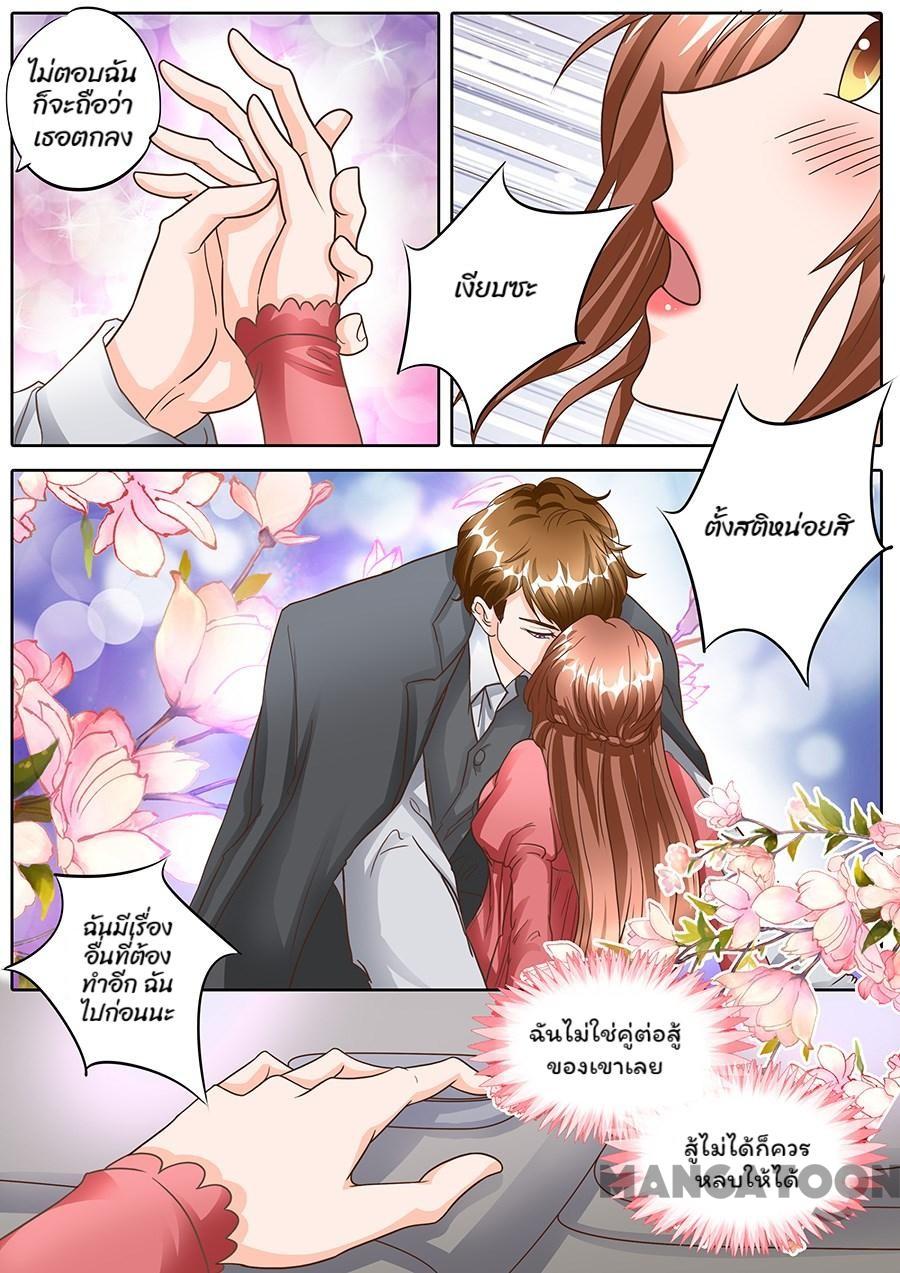 ไม่ตอบฉัน
ก็จะถือว่า
เธอตกลง
เงียบซะ
ตั้งสติหน่อยสิ
ฉันมีเรื่อง
อื่นที่ต้อง
ทำอีก ฉัน
ไปก่อนนะ
ฉันไม่ใช่คู่ต่อสู้
ของเขาเลย
สู้ไม่ได้ก็ควร
หลบให้ได้
MANGATOON